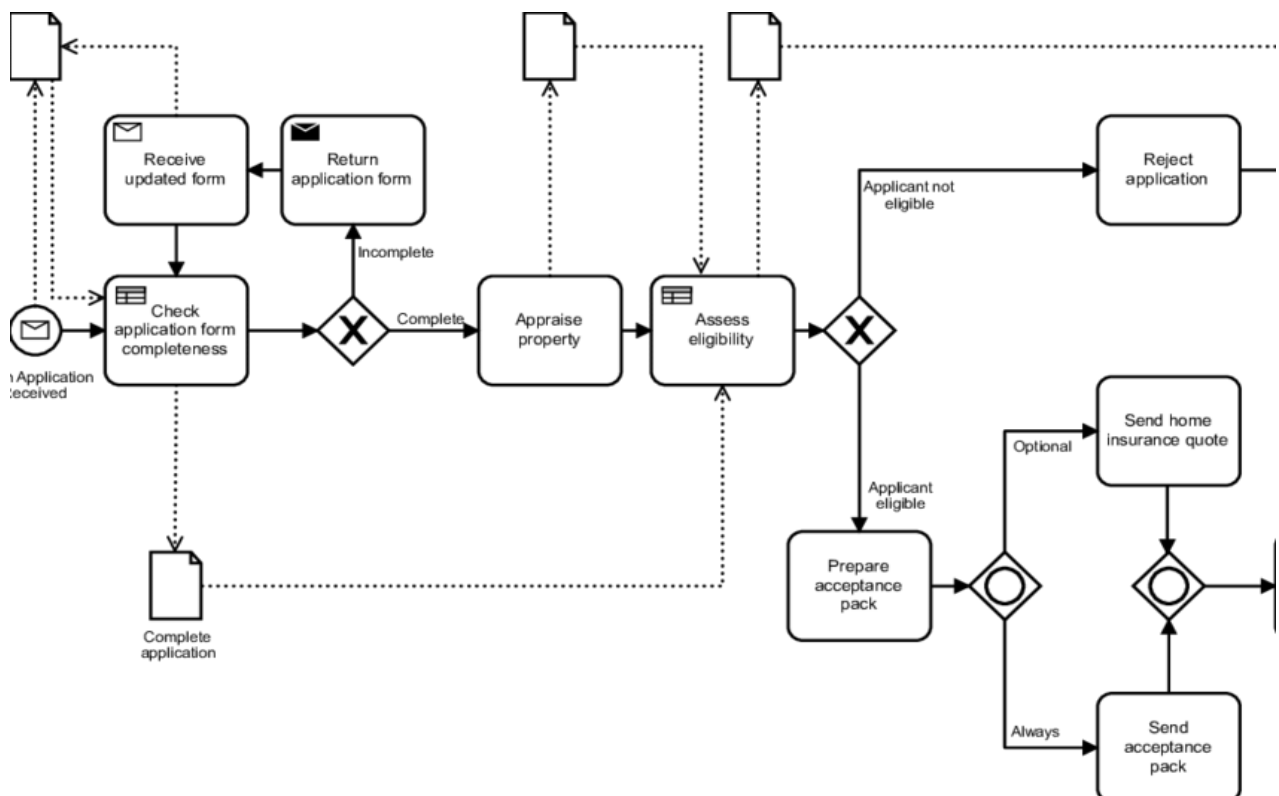 Receive
updated form
Return
application form
Reject
application
Applicant not
eligible
Incomplete
Check
application form
completeness
Complete
Appraise
property
Assess
eligibility
Application
Send home
insurance quote
Optional
Applicant
eligible
Prepare
acceptance
pack
Complete
application
Always
Send
acceptance
pack